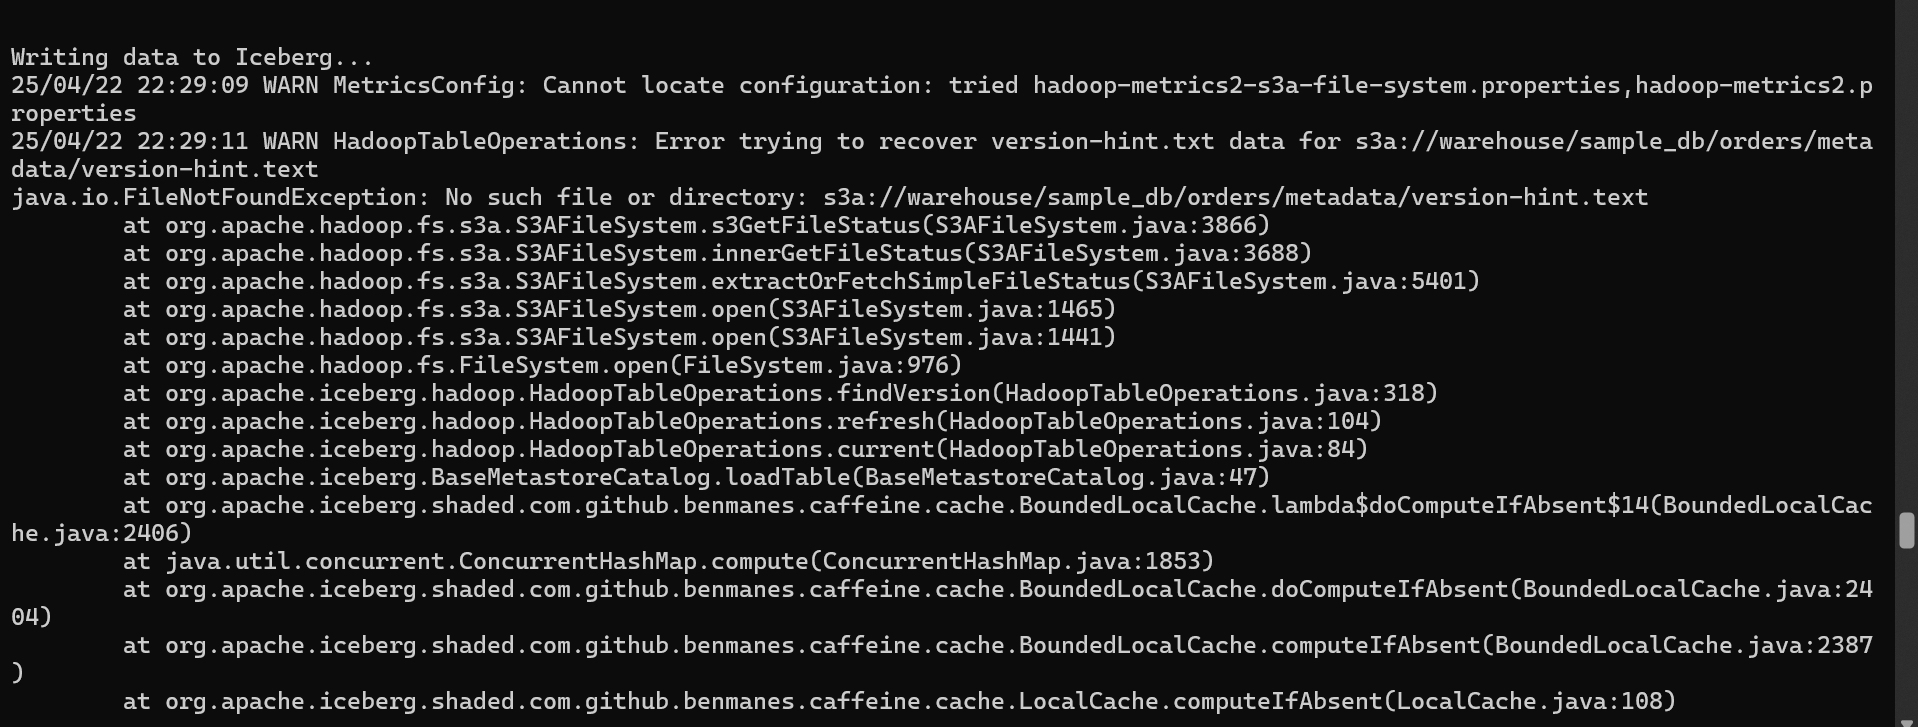 Writing data to Iceberg...
25/04/22 22:29:09 WARN MetricsConfig: Cannot locate configuration: tried hadoop-metrics2-s3a-file-system.properties,hadoop-metrics2.p
roperties
25/04/22 22:29:11 WARN HadoopTableOperations: Error trying to recover version-hint.txt data for s3a://warehouse/sample_db/orders/meta
data/version-hint.text
java.io.FileNotFoundException: No such file or directory: s3a://warehouse/sample_db/orders/metadata/version-hint.text
        at org.apache.hadoop.fs.s3a.S3AFileSystem.s3GetFileStatus(S3AFileSystem.java:3866)
        at org.apache.hadoop.fs.s3a.S3AFileSystem.innerGetFileStatus(S3AFileSystem.java:3688)
        at org.apache.hadoop.fs.s3a.S3AFileSystem.extractOrFetchSimpleFileStatus(S3AFileSystem.java:5401)
        at org.apache.hadoop.fs.s3a.S3AFileSystem.open(S3AFileSystem.java:1465)
        at org.apache.hadoop.fs.s3a.S3AFileSystem.open(S3AFileSystem.java:1441)
        at org.apache.hadoop.fs.FileSystem.open(FileSystem.java:976)
        at org.apache.iceberg.hadoop.HadoopTableOperations.findVersion(HadoopTableOperations.java:318)
        at org.apache.iceberg.hadoop.HadoopTableOperations.refresh(HadoopTableOperations.java:104)
        at org.apache.iceberg.hadoop.HadoopTableOperations.current(HadoopTableOperations.java:84)
        at org.apache.iceberg.BaseMetastoreCatalog.loadTable(BaseMetastoreCatalog.java:47)
        at org.apache.iceberg.shaded.com.github.benmanes.caffeine.cache.BoundedLocalCache.lambda$doComputeIfAbsent$14(BoundedLocalCac
he.java:2406)
        at java.util.concurrent.ConcurrentHashMap.compute(ConcurrentHashMap.java:1853)
        at org.apache.iceberg.shaded.com.github.benmanes.caffeine.cache.BoundedLocalCache.doComputeIfAbsent(BoundedLocalCache.java:24
04)
        at org.apache.iceberg.shaded.com.github.benmanes.caffeine.cache.BoundedLocalCache.computeIfAbsent(BoundedLocalCache.java:2387
)
        at org.apache.iceberg.shaded.com.github.benmanes.caffeine.cache.LocalCache.computeIfAbsent(LocalCache.java:108)